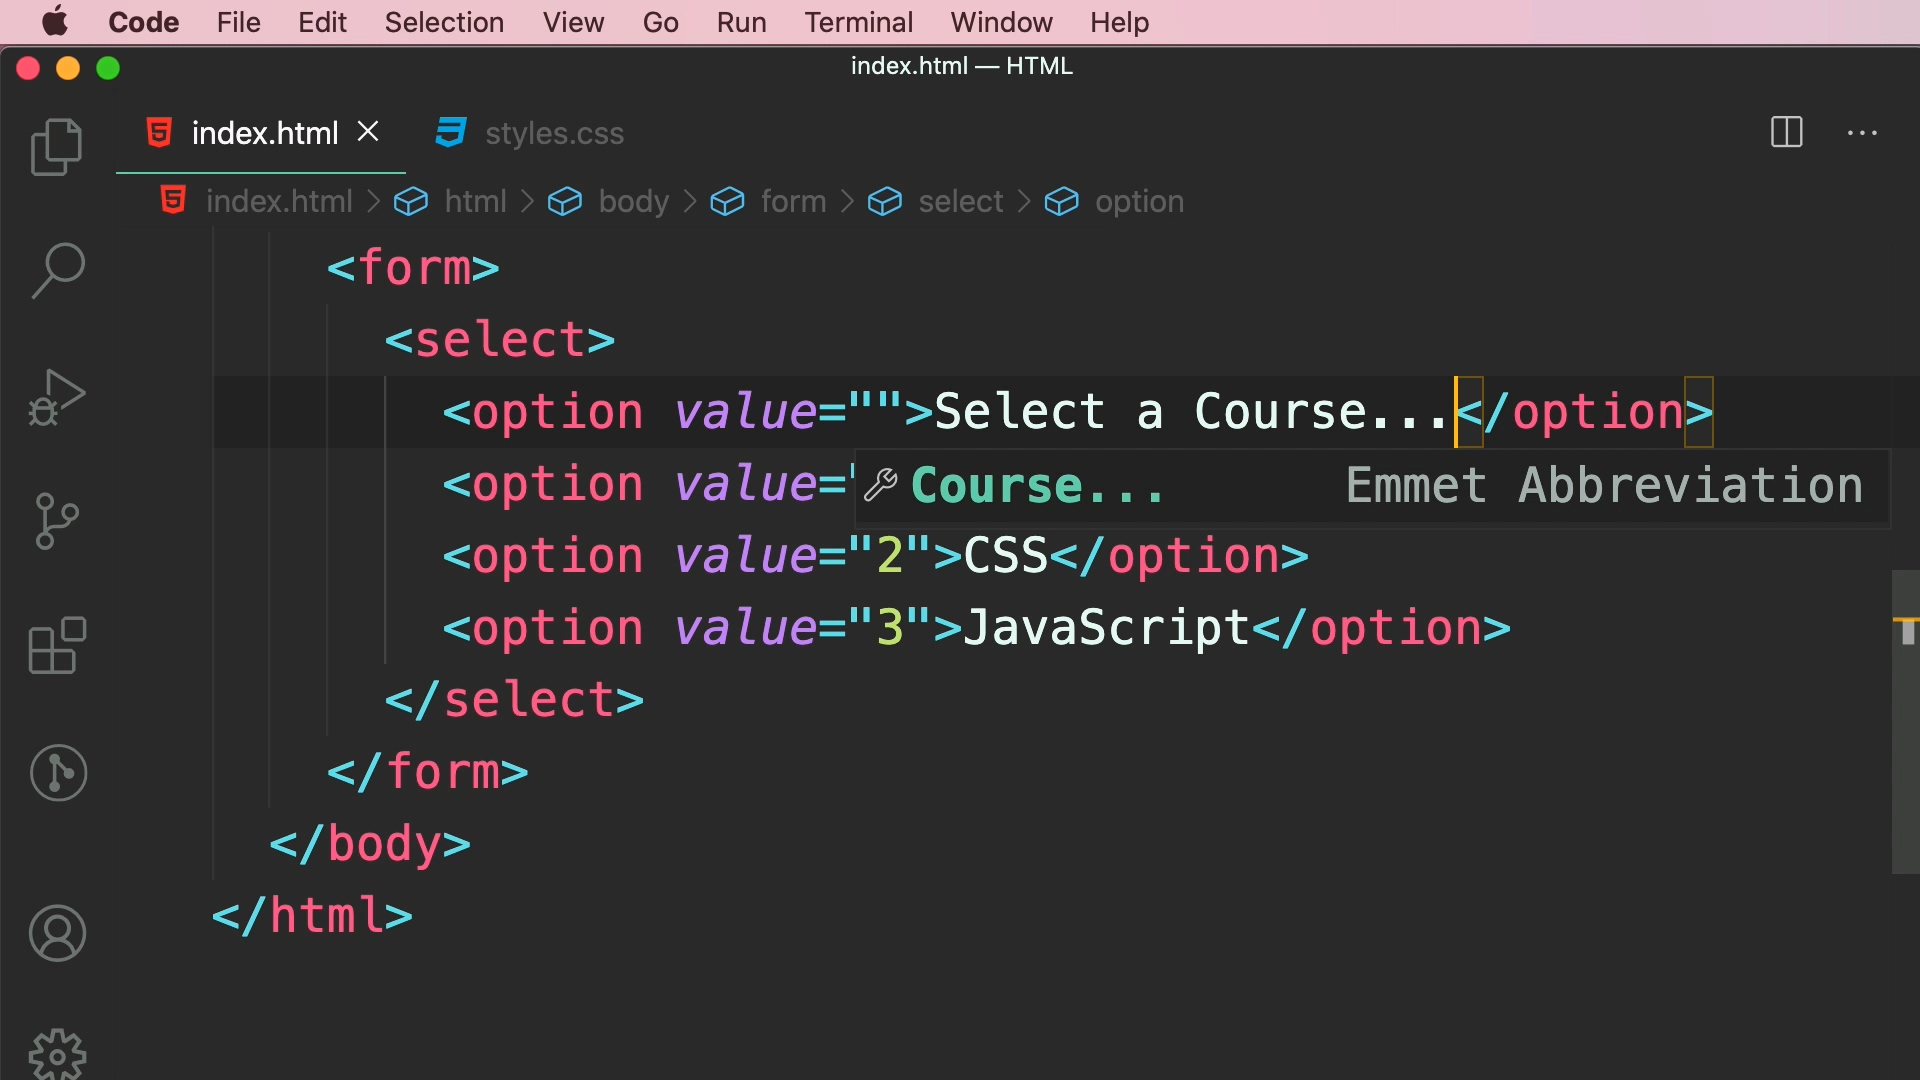 Code File Edit Selection View Go Run Terminal Window Help
index.html — HTML
index.html styles.css
index.html > html > body > form > select > option
<form>
<select>
<option value="">Select a Course...</option>
<option value="
Course... Emmet Abbreviation
<option value="2">CSS</option>
<option value="3">JavaScript</option>
</select>
</form>
</body>
</html>